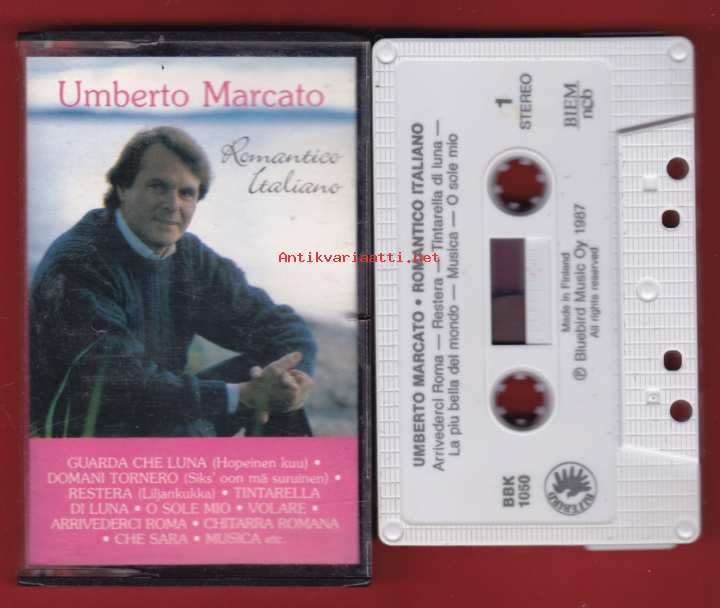 Umberto Marcato
Romantico
Italiano
Antikvariaatti.net
GUARDA CHE LUNA (Hopeinen kuu) •
DOMANI TORNERO (Siks' oon mä suruinen) •
RESTERA (Liljankukka) • TINTARELLA
DI LUNA • O SOLE MIO • VOLARE •
ARRIVEDERCI ROMA • CHITARRA ROMANA
• CHE SARA • MUSICA etc.
1
STEREO
BIEM
ncb
UMBERTO MARCATO • ROMANTICO ITALIANO
Arrivederci Roma — Restera — Tintarella di luna —
La piu bella del mondo — Musica — O sole mio
Made in Finland
℗ Bluebird Music Oy 1987
All rights reserved
BBK
1050
BLUEBIRD